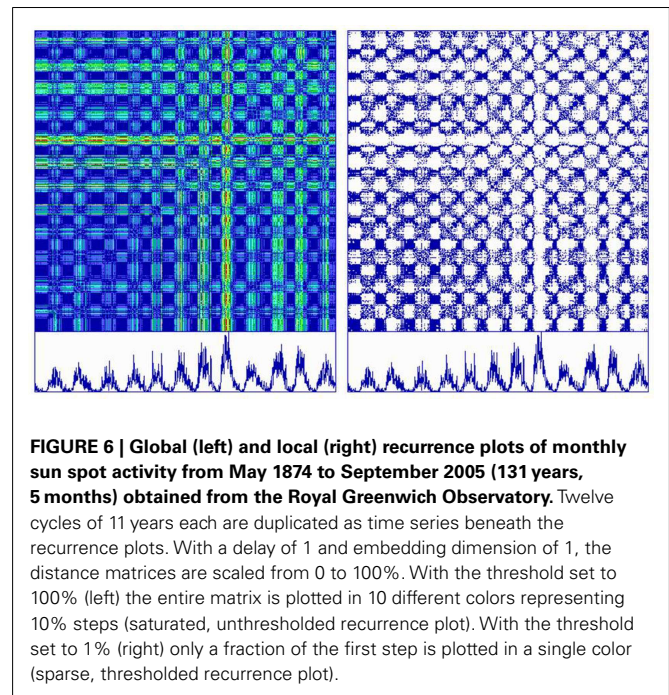 FIGURE 6 | Global (left) and local (right) recurrence plots of monthly
sun spot activity from May 1874 to September 2005 (131 years,
5 months) obtained from the Royal Greenwich Observatory. Twelve
cycles of 11 years each are duplicated as time series beneath the
recurrence plots. With a delay of 1 and embedding dimension of 1, the
distance matrices are scaled from 0 to 100%. With the threshold set to
100% (left) the entire matrix is plotted in 10 different colors representing
10% steps (saturated, unthresholded recurrence plot). With the threshold
set to 1% (right) only a fraction of the first step is plotted in a single color
(sparse, thresholded recurrence plot).